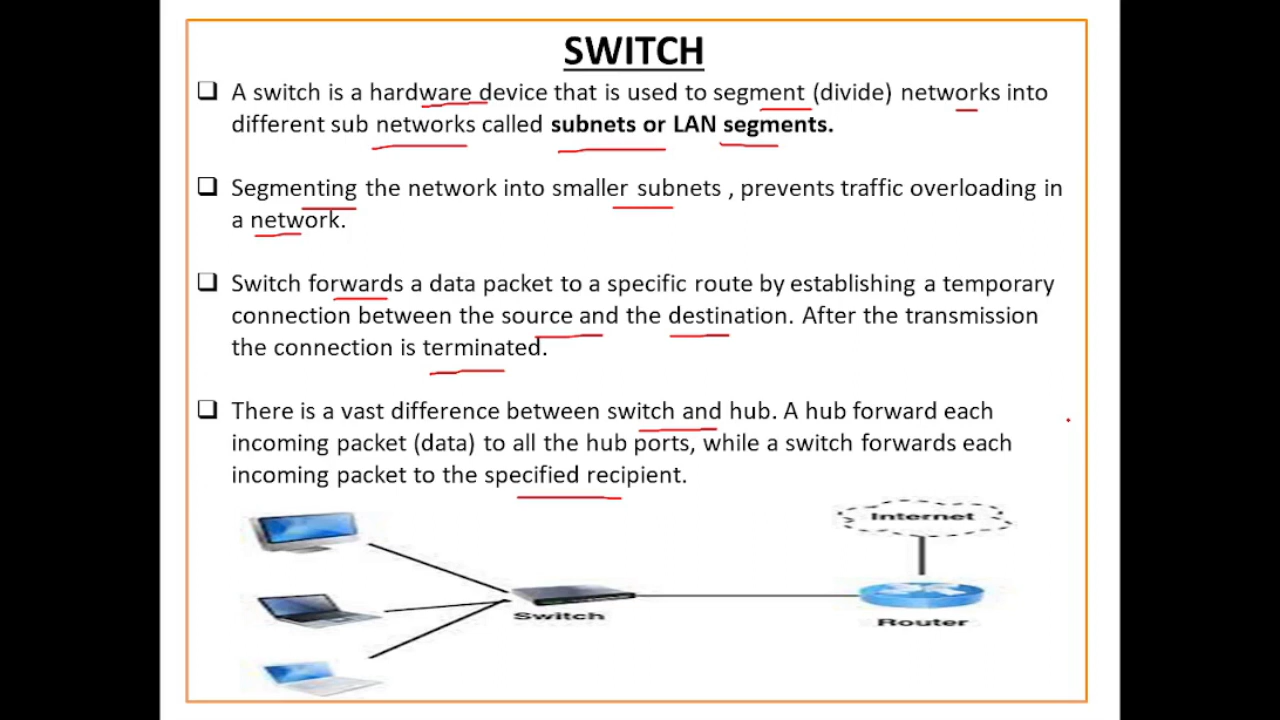 SWITCH
❑ A switch is a hardware device that is used to segment (divide) networks into
different sub networks called subnets or LAN segments.
❑ Segmenting the network into smaller subnets , prevents traffic overloading in
a network.
❑ Switch forwards a data packet to a specific route by establishing a temporary
connection between the source and the destination. After the transmission
the connection is terminated.
❑ There is a vast difference between switch and hub. A hub forward each
incoming packet (data) to all the hub ports, while a switch forwards each
incoming packet to the specified recipient.
Internet
Switch
Router